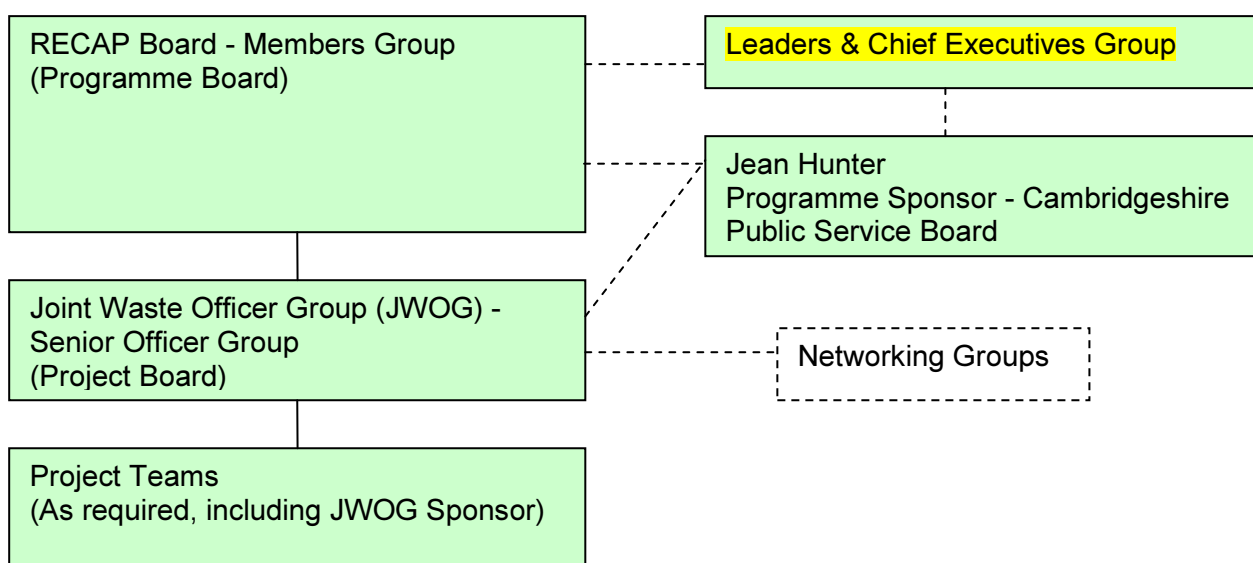 RECAP Board - Members Group
(Programme Board)
Leaders & Chief Executives Group
Jean Hunter
Programme Sponsor - Cambridgeshire
Public Service Board
Joint Waste Officer Group (JWOG) -
Senior Officer Group
(Project Board)
Networking Groups
Project Teams
(As required, including JWOG Sponsor)